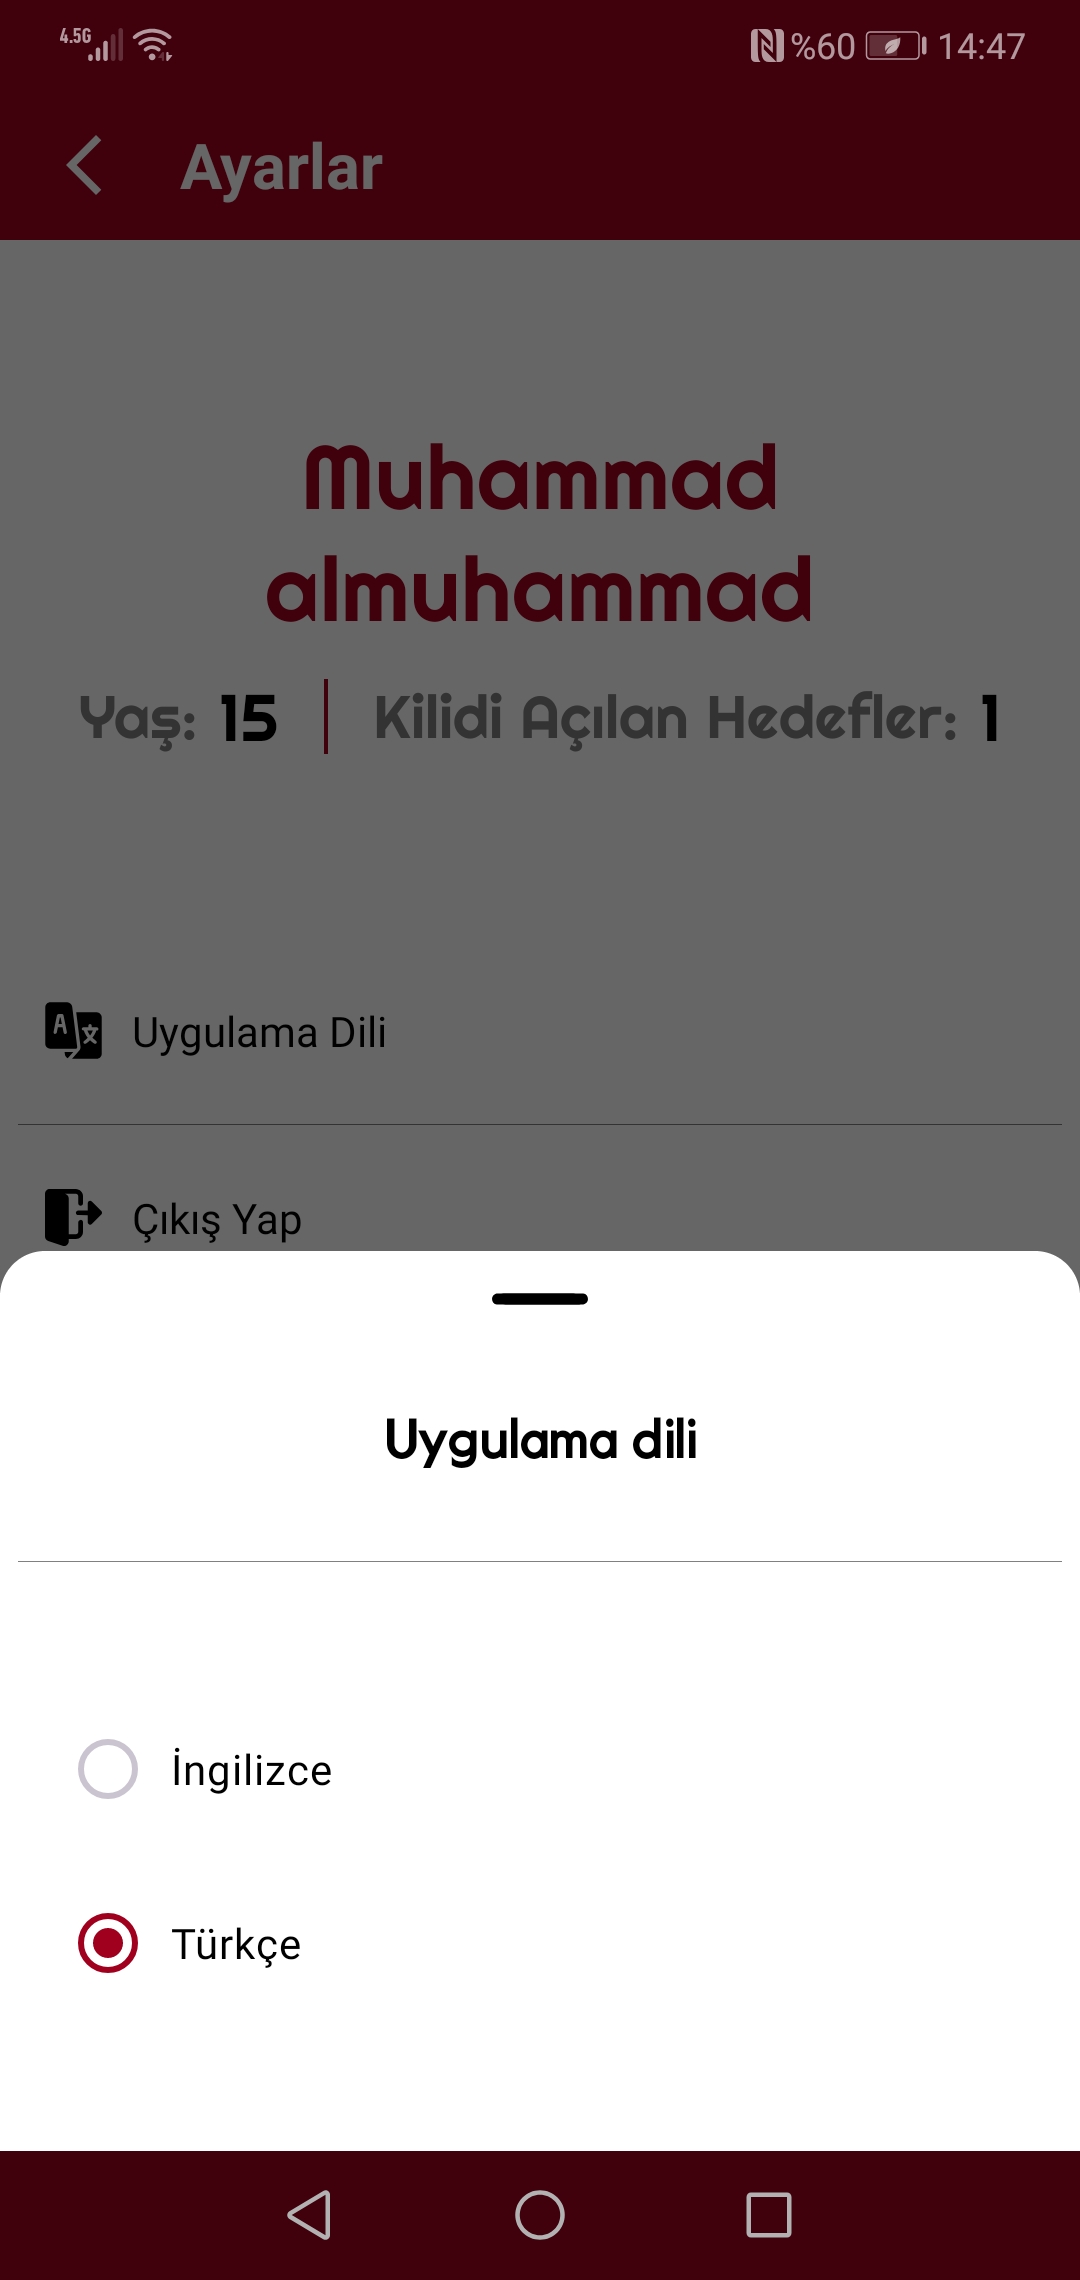 4.5G %60 14:47
Ayarlar
Muhammad
almuhammad
Yaş: 15 Kilidi Açılan Hedefler: 1
Uygulama Dili
Çıkış Yap
Uygulama dili
İngilizce
Türkçe